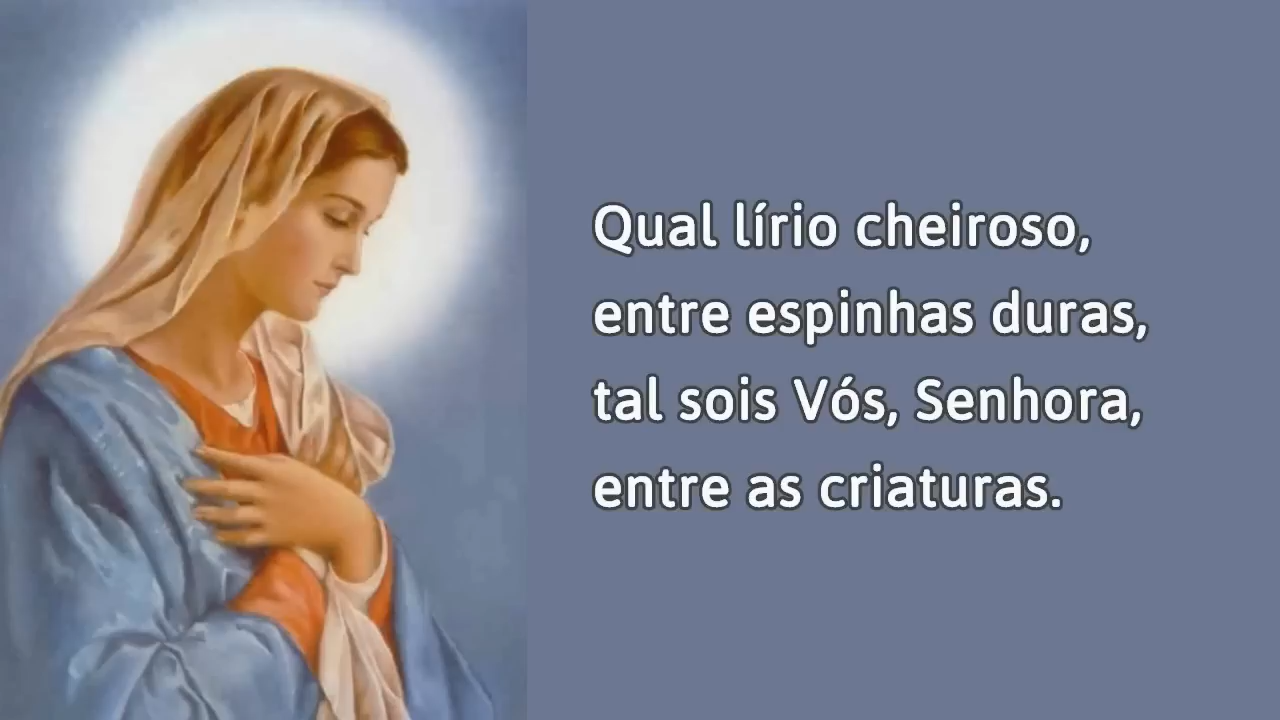 Qual lírio cheiroso,
entre espinhas duras,
tal sois Vós, Senhora,
entre as criaturas.